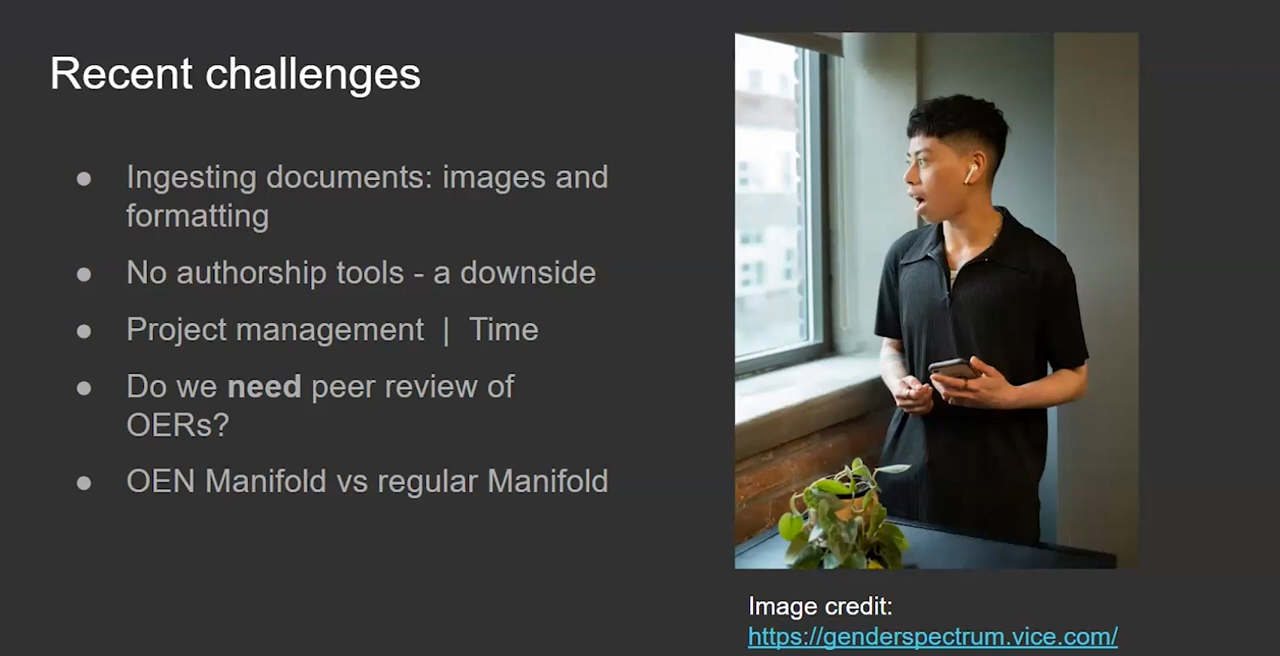 Recent challenges
● Ingesting documents: images and
formatting
● No authorship tools - a downside
● Project management | Time
● Do we need peer review of
OERs?
● OEN Manifold vs regular Manifold
Image credit:
https://genderspectrum.vice.com/